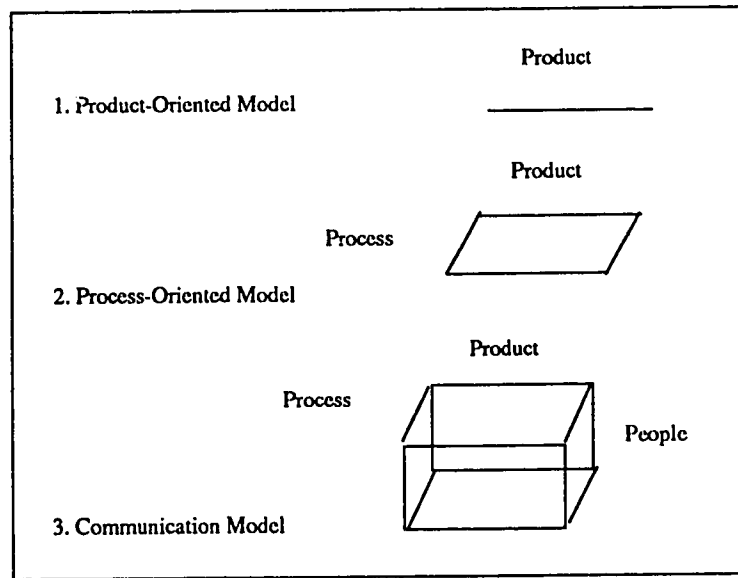 Product
1. Product-Oriented Model
Product
Process
2. Process-Oriented Model
Product
Process
People
3. Communication Model